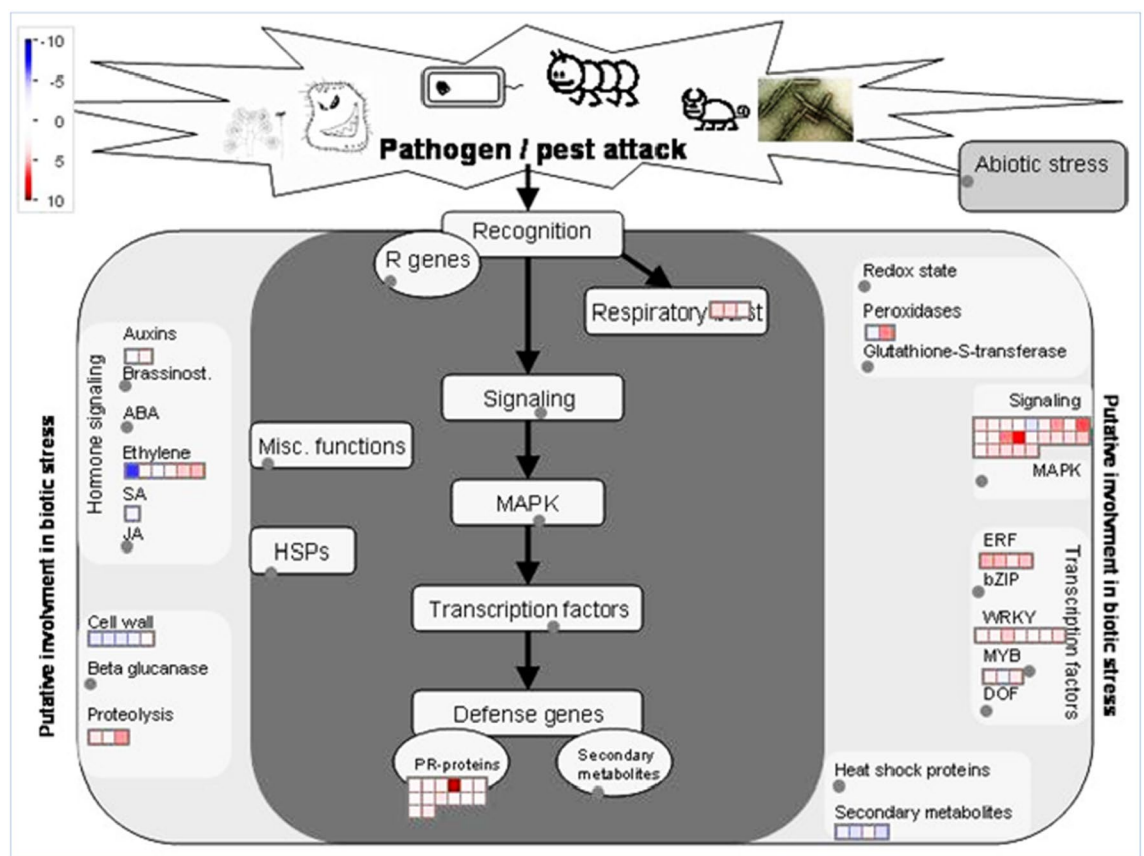 -10
-5
0
5
10
Pathogen / pest attack
Abiotic stress
Recognition
R genes
Respiratory burst
Redox state
Peroxidases
Glutathione-S-transferase
Hormone signaling
Auxins
Brassinost.
ABA
Ethylene
SA
JA
Signaling
Misc. functions
MAPK
HSPs
Transcription factors
Defense genes
PR-proteins
Secondary
metabolites
Signaling
MAPK
ERF
bZIP
WRKY
MYB
DOF
Transcription factors
Cell wall
Beta glucanase
Proteolysis
Heat shock proteins
Secondary metabolites
Putative involvment in biotic stress
Putative involvment in biotic stress